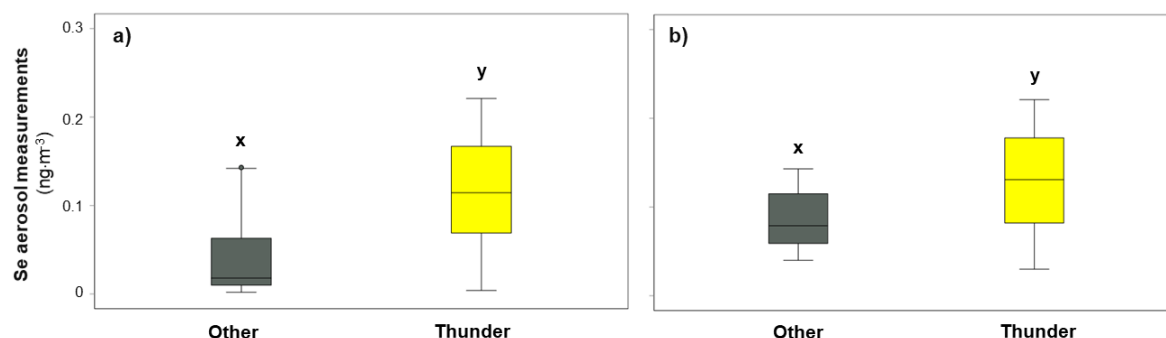 Se aerosol measurements
(ng·m⁻³)
0.3
0.2
0.1
0
a)
x
y
Other
Thunder
b)
x
y
Other
Thunder